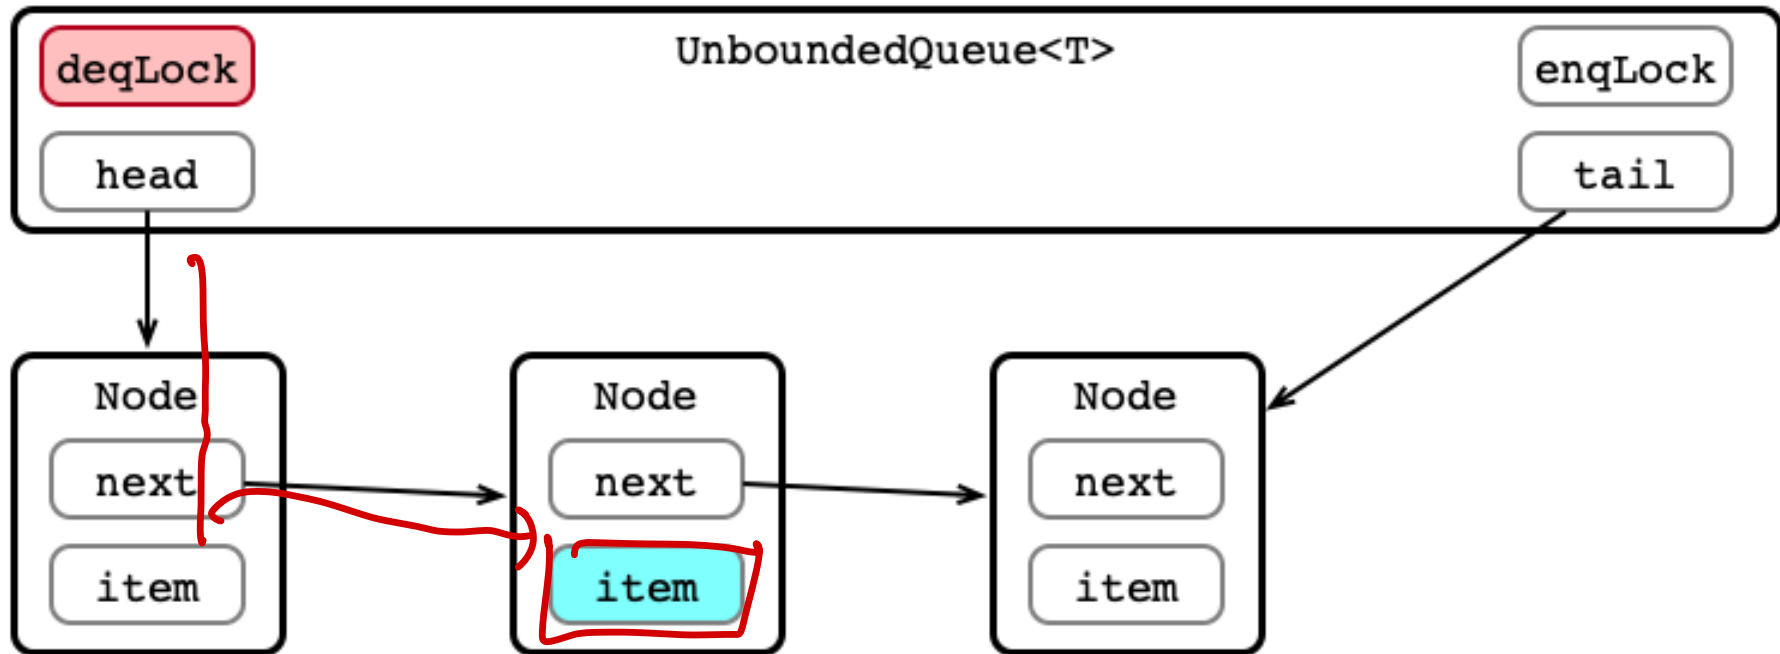 deqLock UnboundedQueue<T> enqLock
head tail
Node Node Node
next next next
item item item